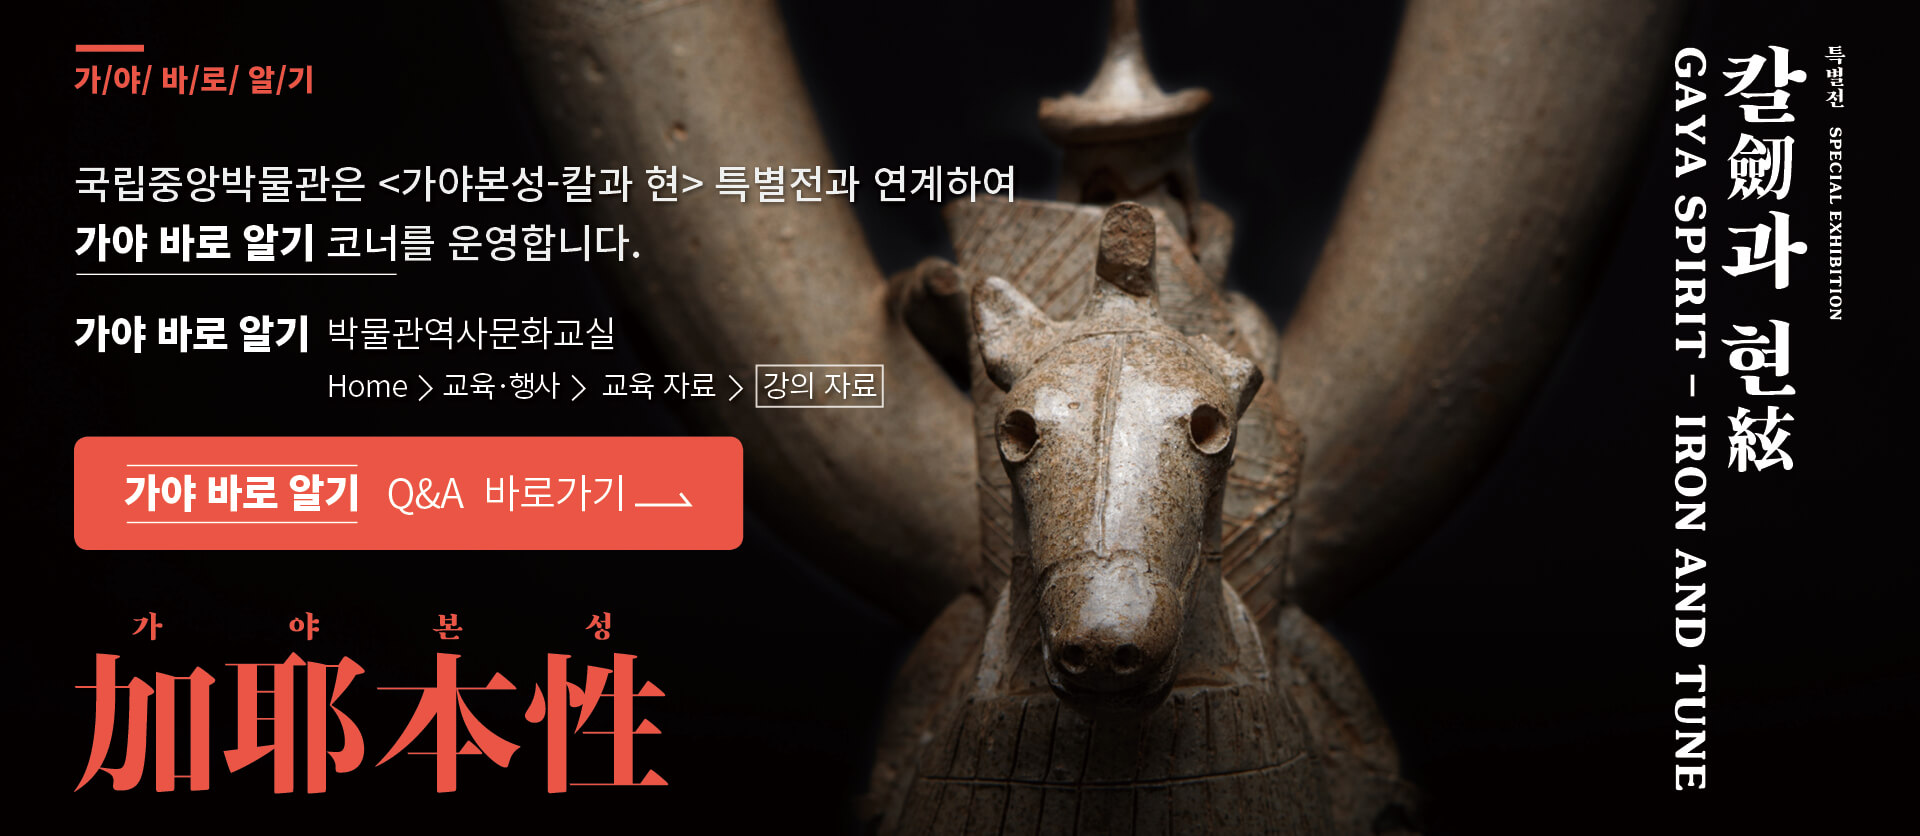 가/야/ 바/로/ 알/기
국립중앙박물관은 <가야본성-칼과 현> 특별전과 연계하여
가야 바로 알기 코너를 운영합니다.
가야 바로 알기 박물관역사문화교실
Home > 교육·행사 > 교육 자료 > 강의 자료
가야 바로 알기 Q&A 바로가기
가 야 본 성
加耶本性
특별전 SPECIAL EXHIBITION
칼劒과 현絃
GAYA SPIRIT – IRON AND TUNE